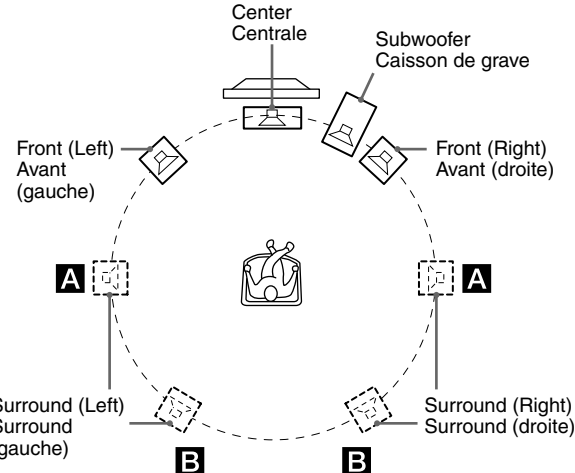 Center
Centrale
Subwoofer
Caisson de grave
Front (Left)
Avant
(gauche)
Front (Right)
Avant (droite)
A
A
Surround (Left)
Surround
(gauche)
Surround (Right)
Surround (droite)
B
B